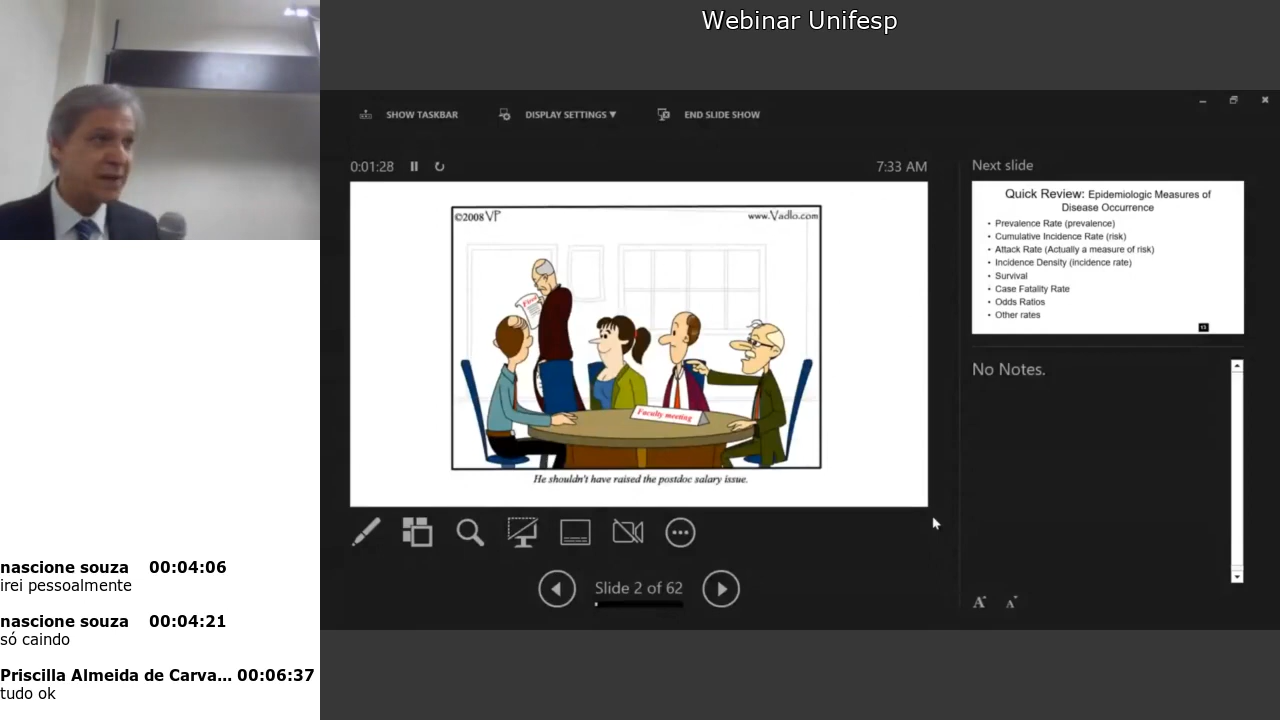 Webinar Unifesp
SHOW TASKBAR
DISPLAY SETTINGS ▼
END SLIDE SHOW
0:01:28
7:33 AM
Next slide
©2008 VP
www.Vadlo.com
Fired
Faculty meeting
He shouldn't have raised the postdoc salary issue.
Quick Review: Epidemiologic Measures of
Disease Occurrence
• Prevalence Rate (prevalence)
• Cumulative Incidence Rate (risk)
• Attack Rate (Actually a measure of risk)
• Incidence Density (incidence rate)
• Survival
• Case Fatality Rate
• Odds Ratios
• Other rates
No Notes.
Slide 2 of 62
A A
nascione souza 00:04:06
irei pessoalmente
nascione souza 00:04:21
só caindo
Priscilla Almeida de Carva... 00:06:37
tudo ok